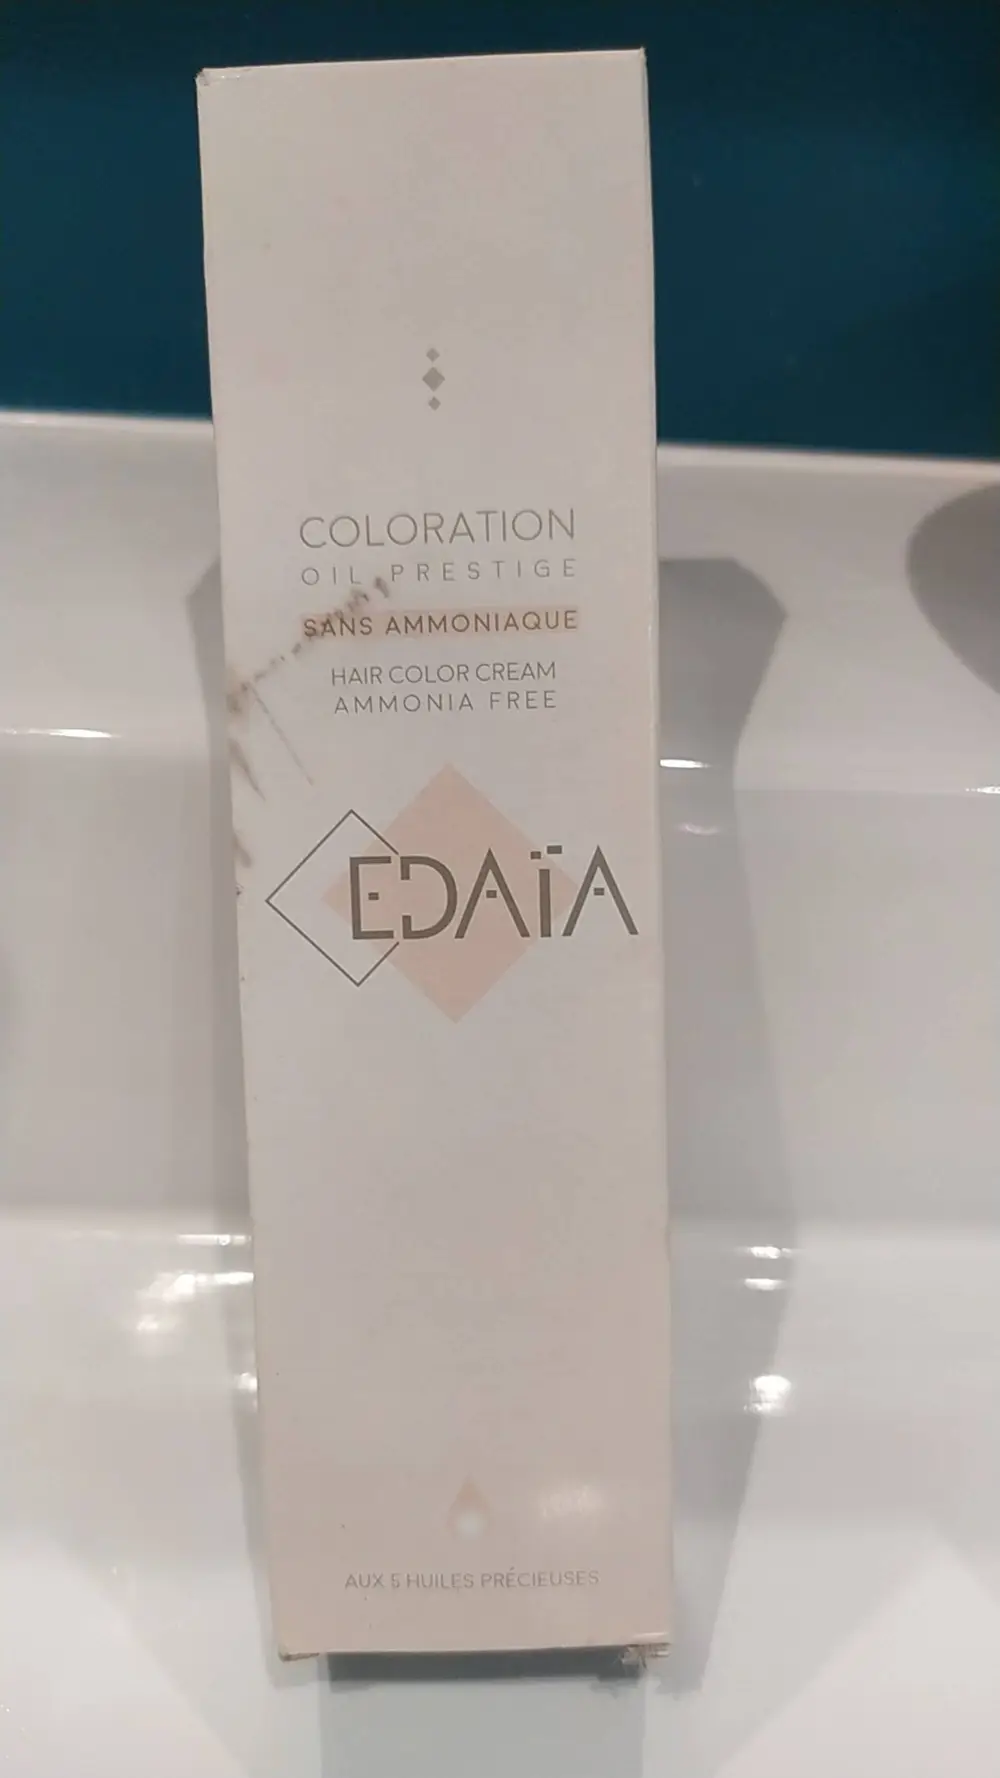 COLORATION
OIL PRESTIGE
SANS AMMONIAQUE
HAIR COLOR CREAM
AMMONIA FREE
EDAÏA
AUX 5 HUILES PRÉCIEUSES